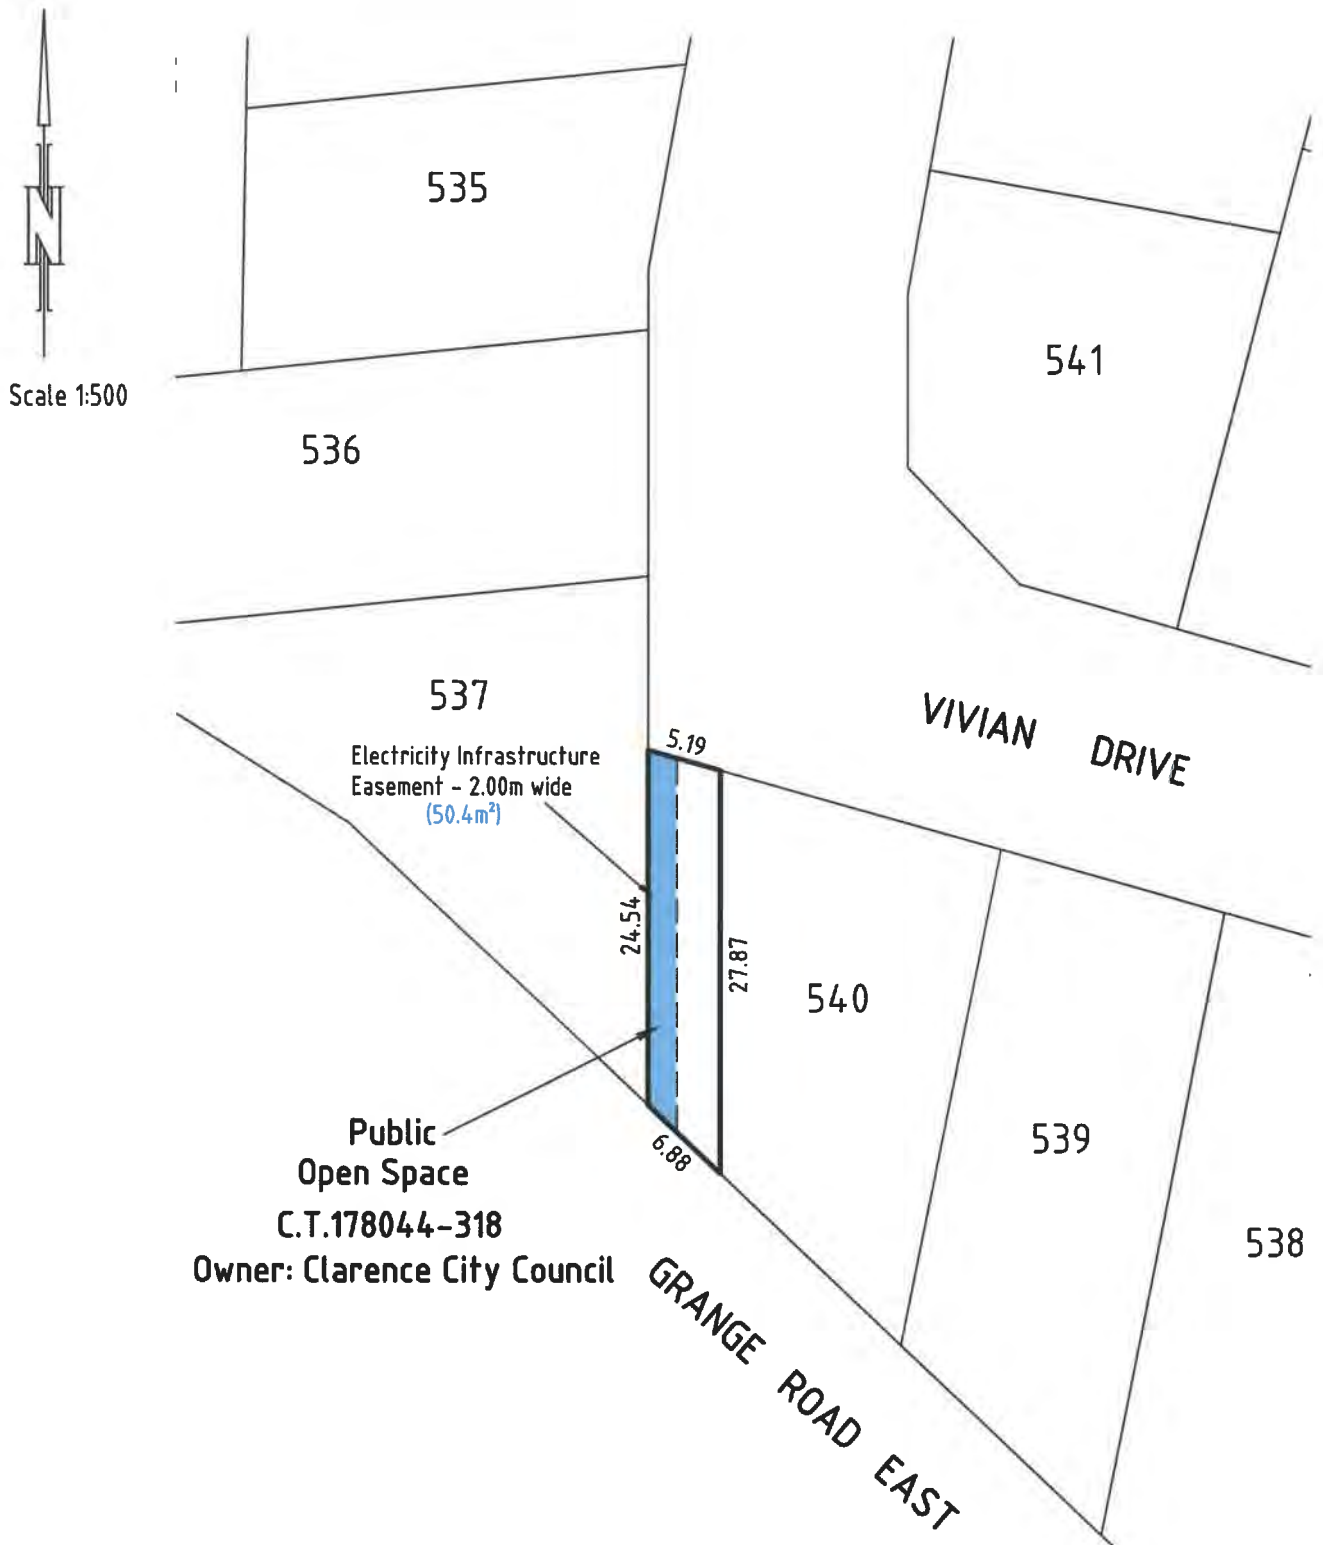 N
Scale 1:500
535
541
536
537
Electricity Infrastructure
Easement - 2.00m wide
(50.4m²)
5.19
VIVIAN DRIVE
24.54
27.87
540
6.88
Public
Open Space
C.T.178044-318
Owner: Clarence City Council
539
538
GRANGE ROAD EAST